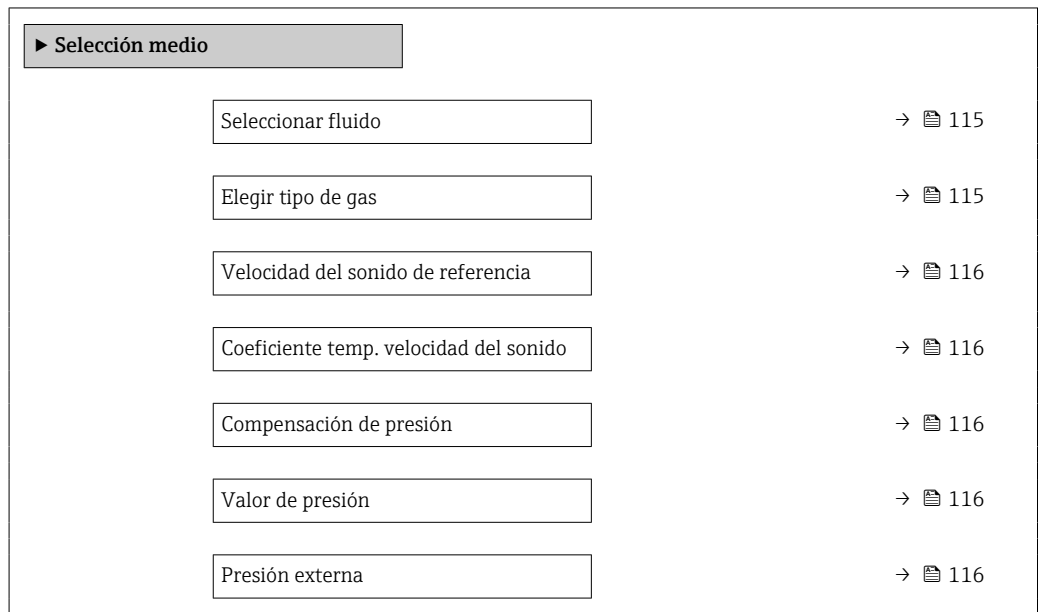 ▶ Selección medio
Seleccionar fluido → 115
Elegir tipo de gas → 115
Velocidad del sonido de referencia → 116
Coeficiente temp. velocidad del sonido → 116
Compensación de presión → 116
Valor de presión → 116
Presión externa → 116